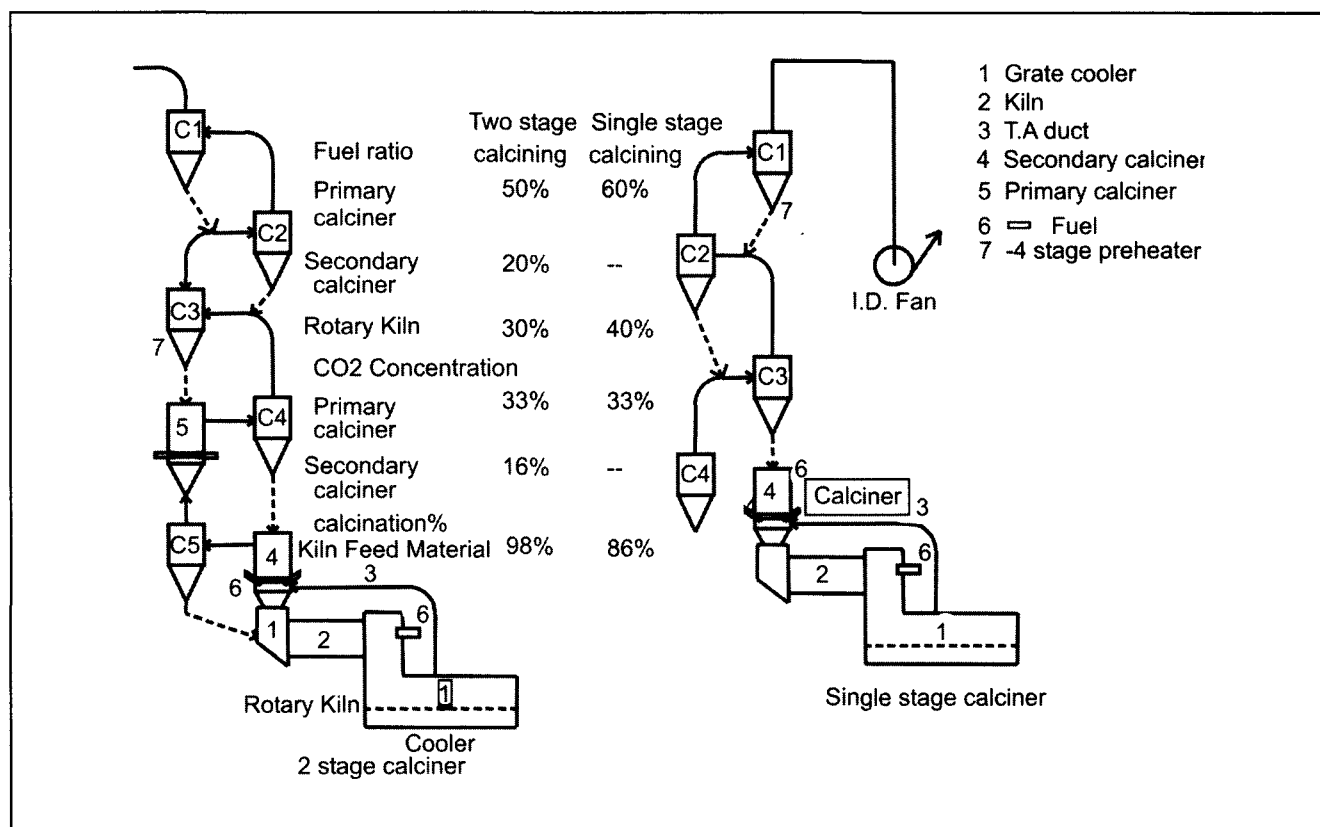 C1
C2
C3
7
5
C4
C5
4
6
3
1
2
6
1
Rotary Kiln
Cooler
2 stage calciner
Two stage Single stage
Fuel ratio calcining calcining
Primary 50% 60%
calciner
Secondary 20% --
calciner
Rotary Kiln 30% 40%
CO2 Concentration
Primary 33% 33%
calciner
Secondary 16% --
calciner
calcination%
Kiln Feed Material 98% 86%
C1
7
C2
C3
C4
6
4
Calciner
3
6
2
1
I.D. Fan
Single stage calciner
1 Grate cooler
2 Kiln
3 T.A duct
4 Secondary calciner
5 Primary calciner
6 Fuel
7 -4 stage preheater